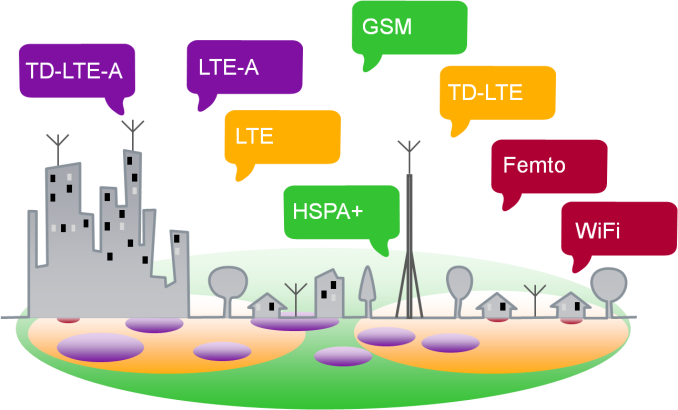 GSM
TD-LTE-A
LTE-A
TD-LTE
LTE
Femto
HSPA+
WiFi